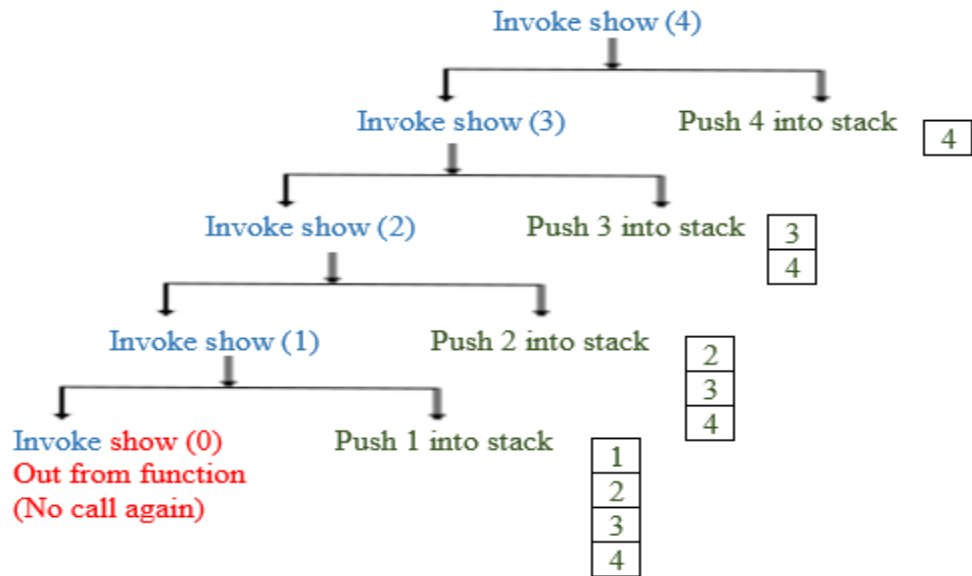 Invoke show (4)
Invoke show (3)
Push 4 into stack
4
Invoke show (2)
Push 3 into stack
3
4
Invoke show (1)
Push 2 into stack
2
3
4
Invoke show (0)
Out from function
(No call again)
Push 1 into stack
1
2
3
4